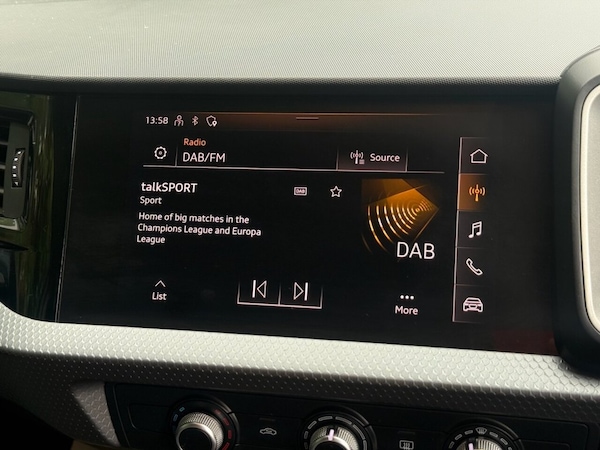 13:58
Radio
DAB/FM
Source
talkSPORT
DAB
Sport
Home of big matches in the
Champions League and Europa
League
DAB
List
More